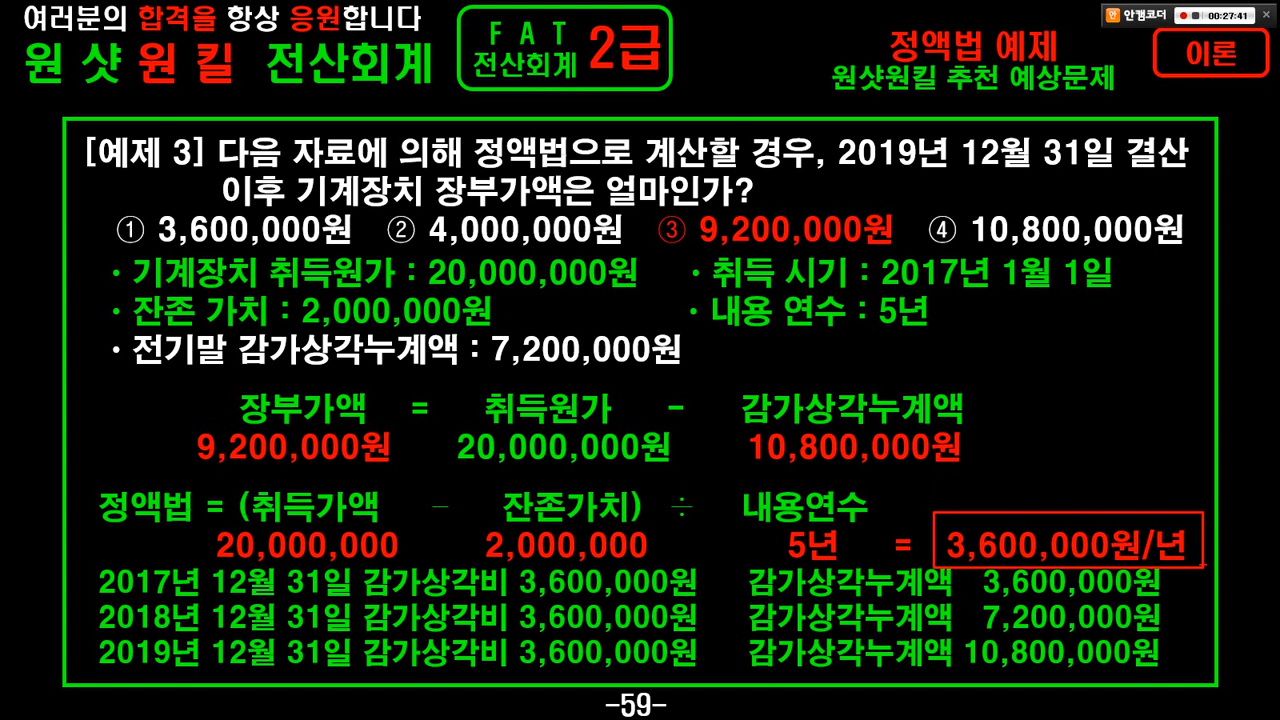 여러분의 합격을 항상 응원합니다
원 샷 원 킬 전산회계
F A T
전산회계 2급
정액법 예제
원샷원킬 추천 예상문제
안캠코더 00:27:41
이론
[예제 3] 다음 자료에 의해 정액법으로 계산할 경우, 2019년 12월 31일 결산
이후 기계장치 장부가액은 얼마인가?
① 3,600,000원 ② 4,000,000원 ③ 9,200,000원 ④ 10,800,000원
· 기계장치 취득원가 : 20,000,000원 · 취득 시기 : 2017년 1월 1일
· 잔존 가치 : 2,000,000원 · 내용 연수 : 5년
· 전기말 감가상각누계액 : 7,200,000원
장부가액 = 취득원가 - 감가상각누계액
9,200,000원 20,000,000원 10,800,000원
정액법 = (취득가액 - 잔존가치) ÷ 내용연수
20,000,000 2,000,000 5년 = 3,600,000원/년
2017년 12월 31일 감가상각비 3,600,000원 감가상각누계액 3,600,000원
2018년 12월 31일 감가상각비 3,600,000원 감가상각누계액 7,200,000원
2019년 12월 31일 감가상각비 3,600,000원 감가상각누계액 10,800,000원
-59-